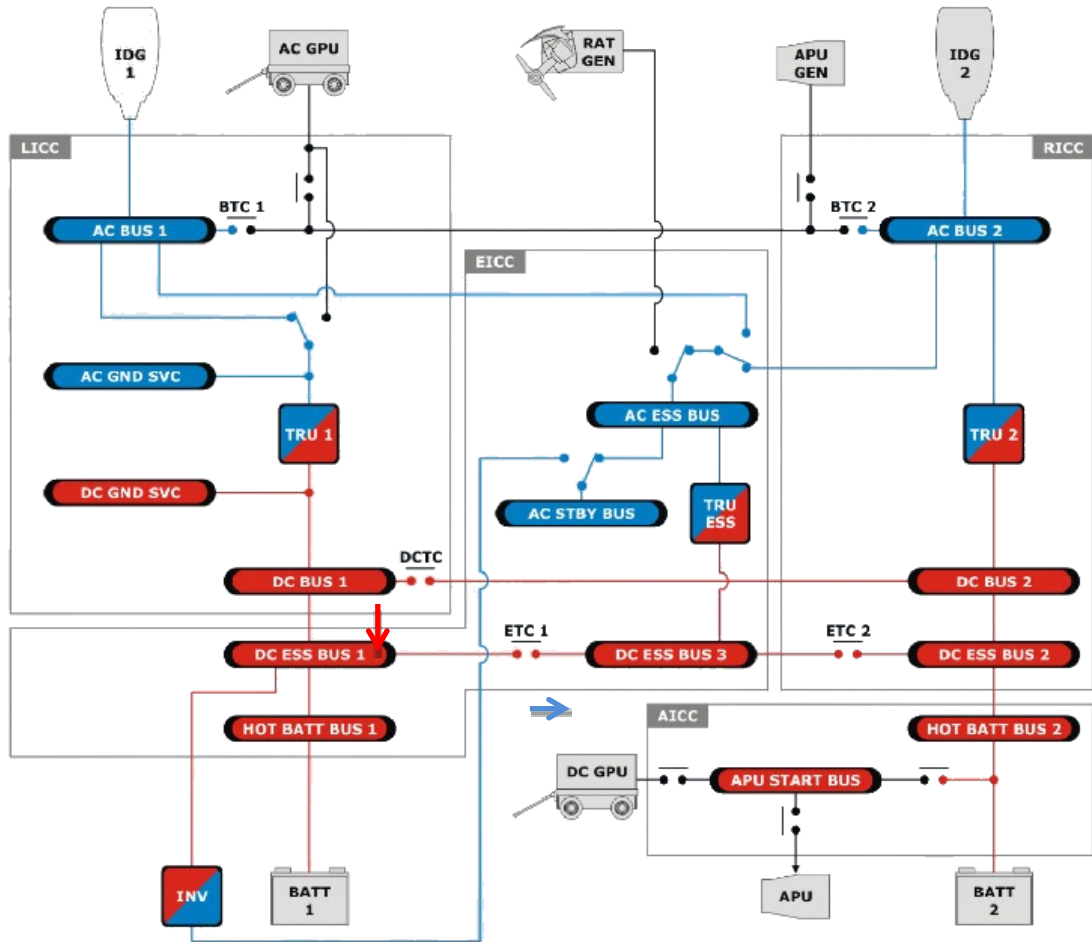 IDG
1
AC GPU
RAT
GEN
APU
GEN
IDG
2
LICC
RICC
BTC 1
BTC 2
AC BUS 1
AC BUS 2
EICC
AC GND SVC
AC ESS BUS
TRU 1
TRU 2
DC GND SVC
AC STBY BUS
TRU
ESS
DCTC
DC BUS 1
DC BUS 2
ETC 1
ETC 2
DC ESS BUS 1
DC ESS BUS 3
DC ESS BUS 2
AICC
HOT BATT BUS 1
HOT BATT BUS 2
DC GPU
APU START BUS
INV
BATT
1
APU
BATT
2